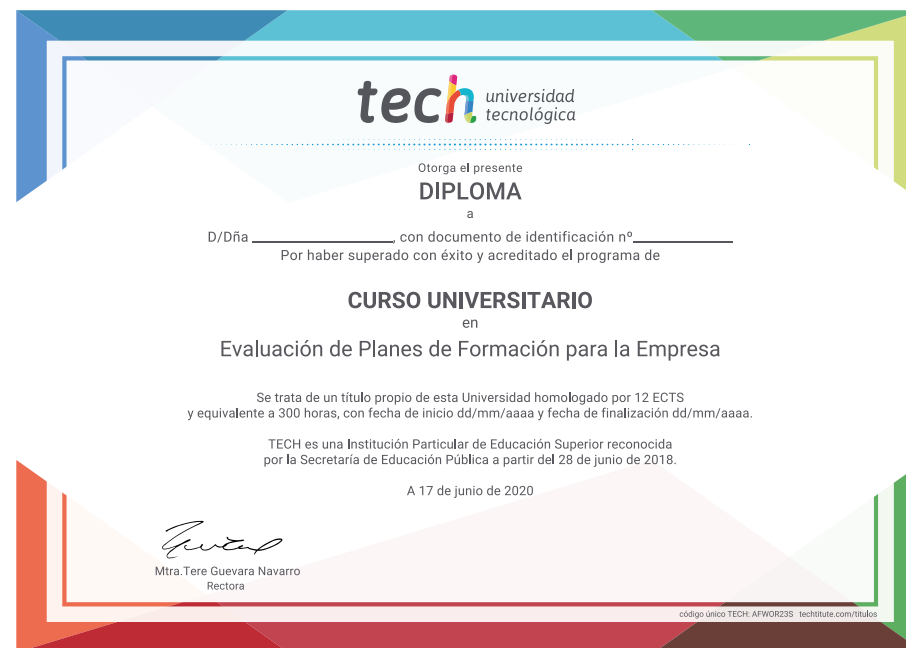 tech universidad
tecnológica
Otorga el presente
DIPLOMA
a
D/Dña ____________________, con documento de identificación nº______________
Por haber superado con éxito y acreditado el programa de
CURSO UNIVERSITARIO
en
Evaluación de Planes de Formación para la Empresa
Se trata de un título propio de esta Universidad homologado por 12 ECTS
y equivalente a 300 horas, con fecha de inicio dd/mm/aaaa y fecha de finalización dd/mm/aaaa.
TECH es una Institución Particular de Educación Superior reconocida
por la Secretaría de Educación Pública a partir del 28 de junio de 2018.
A 17 de junio de 2020
Mtra.Tere Guevara Navarro
Rectora
código único TECH: AFWOR23S techtitute.com/titulos